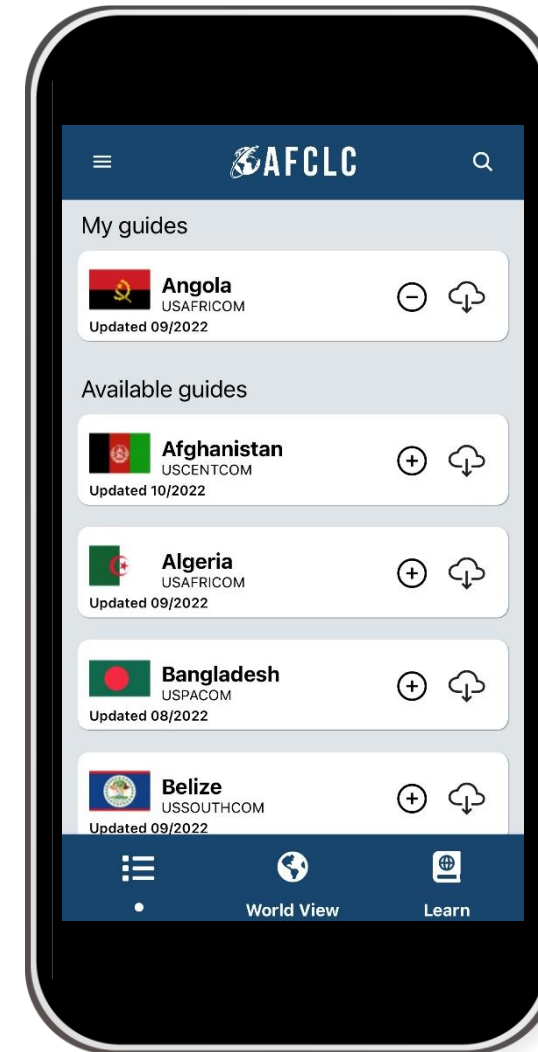 AFCLC
My guides
Angola
USAFRICOM
Updated 09/2022
Available guides
Afghanistan
USCENTCOM
Updated 10/2022
Algeria
USAFRICOM
Updated 09/2022
Bangladesh
USPACOM
Updated 08/2022
Belize
USSOUTHCOM
Updated 09/2022
World View
Learn